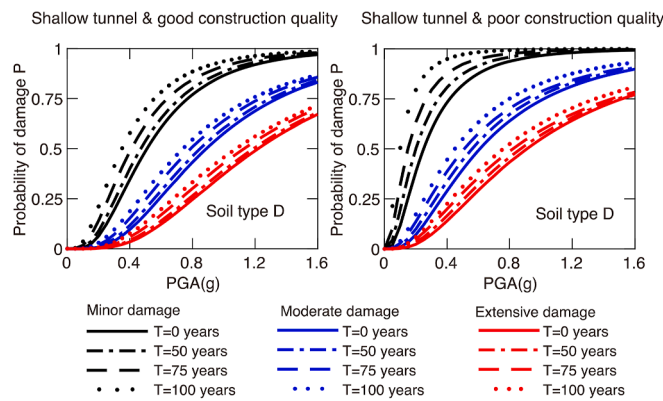 Shallow tunnel & good construction quality
Shallow tunnel & poor construction quality
Probability of damage P
1
0.75
0.5
0.25
0
0 0.4 0.8 1.2 1.6
PGA(g)
Soil type D
Probability of damage P
1
0.75
0.5
0.25
0
0 0.4 0.8 1.2 1.6
PGA(g)
Soil type D
Minor damage
T=0 years
T=50 years
T=75 years
T=100 years
Moderate damage
T=0 years
T=50 years
T=75 years
T=100 years
Extensive damage
T=0 years
T=50 years
T=75 years
T=100 years